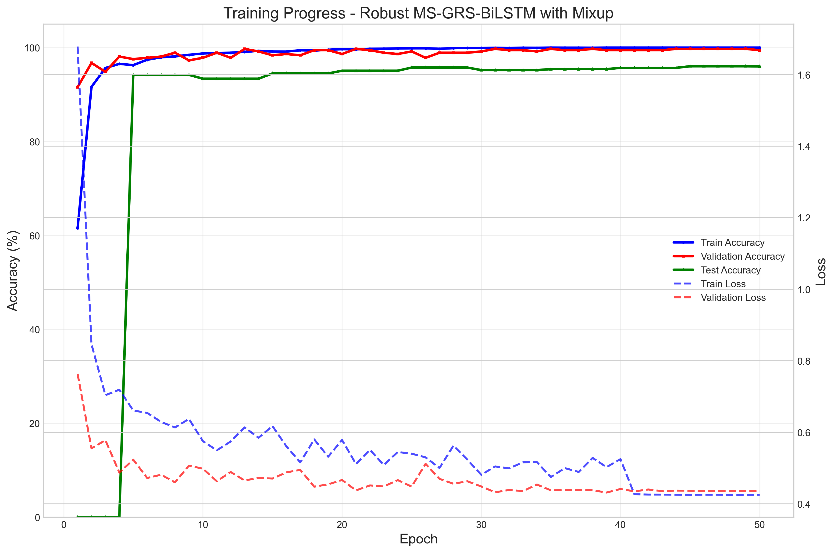 Training Progress - Robust MS-GRS-BiLSTM with Mixup
Accuracy (%)
100
80
60
40
20
0
0
10
20
30
40
50
Epoch
1.6
1.4
1.2
1.0
0.8
0.6
0.4
Loss
Train Accuracy
Validation Accuracy
Test Accuracy
Train Loss
Validation Loss